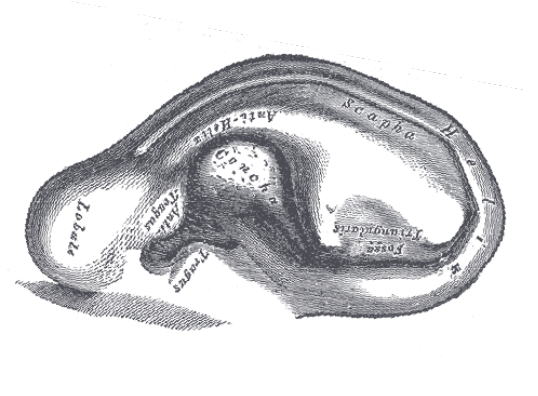 Helix
Scapha
Fossa
Triangularis
Anti-Helix
Concha
Anti
Tragus
Tragus
Lobule